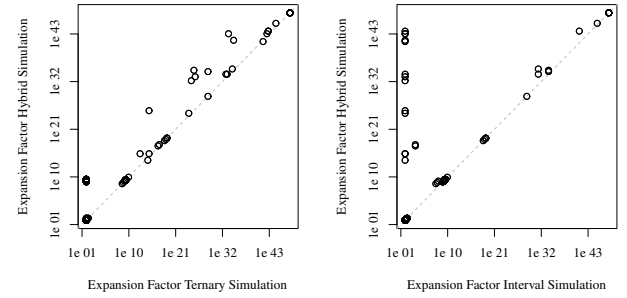 Expansion Factor Hybrid Simulation
1e 43
1e 32
1e 21
1e 10
1e 01
1e 01 1e 10 1e 21 1e 32 1e 43
Expansion Factor Ternary Simulation
Expansion Factor Hybrid Simulation
1e 43
1e 32
1e 21
1e 10
1e 01
1e 01 1e 10 1e 21 1e 32 1e 43
Expansion Factor Interval Simulation